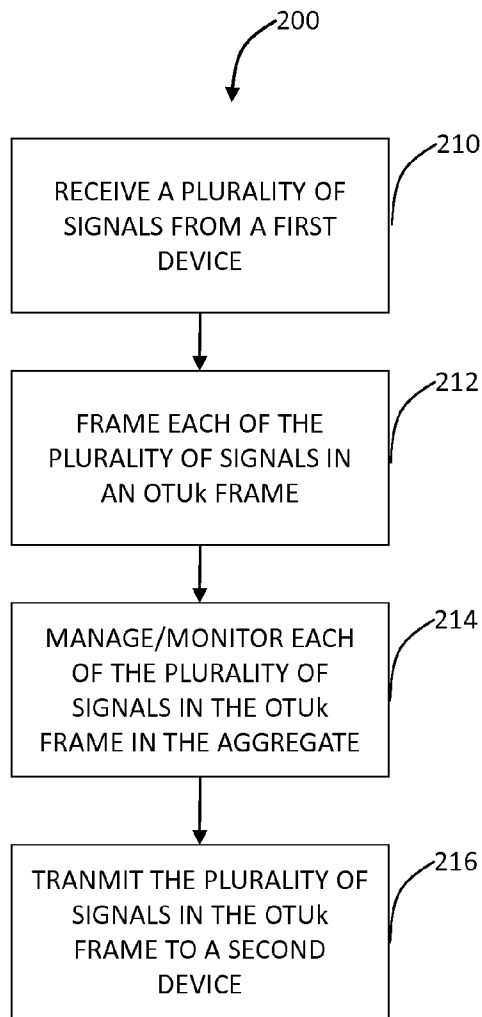 200
210
RECEIVE A PLURALITY OF
SIGNALS FROM A FIRST
DEVICE
212
FRAME EACH OF THE
PLURALITY OF SIGNALS IN
AN OTUk FRAME
214
MANAGE/MONITOR EACH
OF THE PLURALITY OF
SIGNALS IN THE OTUk
FRAME IN THE AGGREGATE
216
TRANMIT THE PLURALITY OF
SIGNALS IN THE OTUk
FRAME TO A SECOND
DEVICE